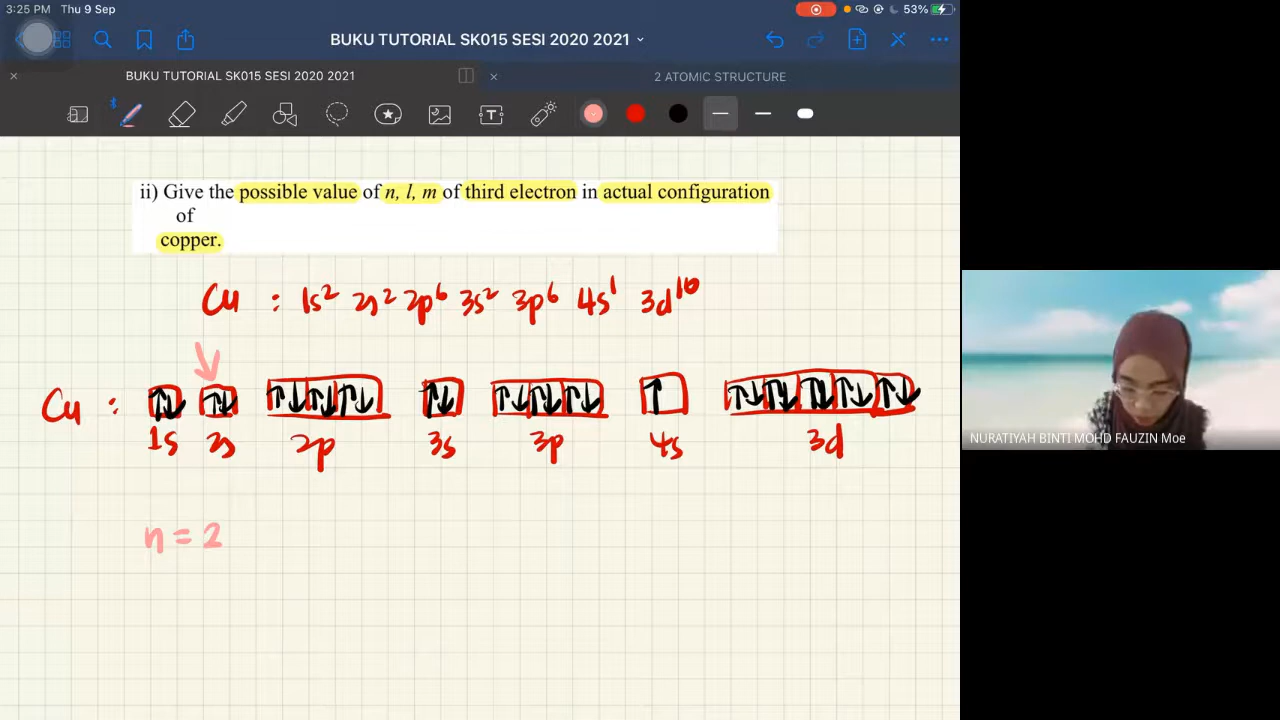 3:25 PM Thu 9 Sep
53%
BUKU TUTORIAL SK015 SESI 2020 2021
BUKU TUTORIAL SK015 SESI 2020 2021
2 ATOMIC STRUCTURE
T
ii) Give the possible value of n, l, m of third electron in actual configuration
of
copper.
Cu : 1s² 2s² 2p⁶ 3s² 3p⁶ 4s¹ 3d¹⁰
Cu : ↑↓ ↑↓ ↑↓ ↑↓ ↑↓ ↑↓ ↑↓ ↑↓ ↑↓ ↑ ↑↓ ↑↓ ↑↓ ↑↓ ↑↓
1s 2s 2p 3s 3p 4s 3d
n = 2
NURATIYAH BINTI MOHD FAUZIN Moe